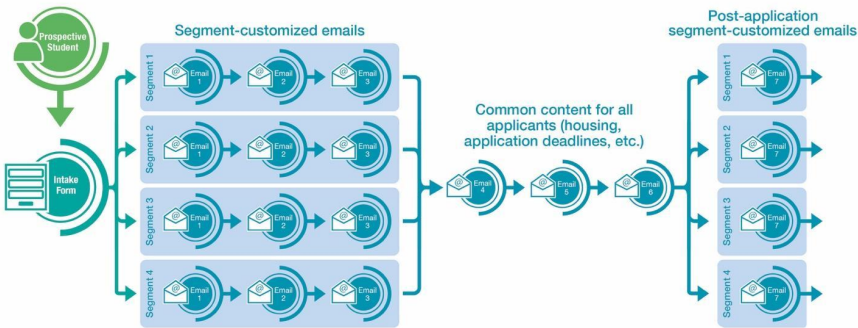 Prospective
Student
Intake
Form
Segment-customized emails
Segment 1
@
Email
1
@
Email
2
@
Email
3
Segment 2
@
Email
1
@
Email
2
@
Email
3
Segment 3
@
Email
1
@
Email
2
@
Email
3
Segment 4
@
Email
1
@
Email
2
@
Email
3
Common content for all
applicants (housing,
application deadlines, etc.)
@
Email
4
@
Email
5
@
Email
6
Post-application
segment-customized emails
Segment 1
@
Email
7
Segment 2
@
Email
7
Segment 3
@
Email
7
Segment 4
@
Email
7